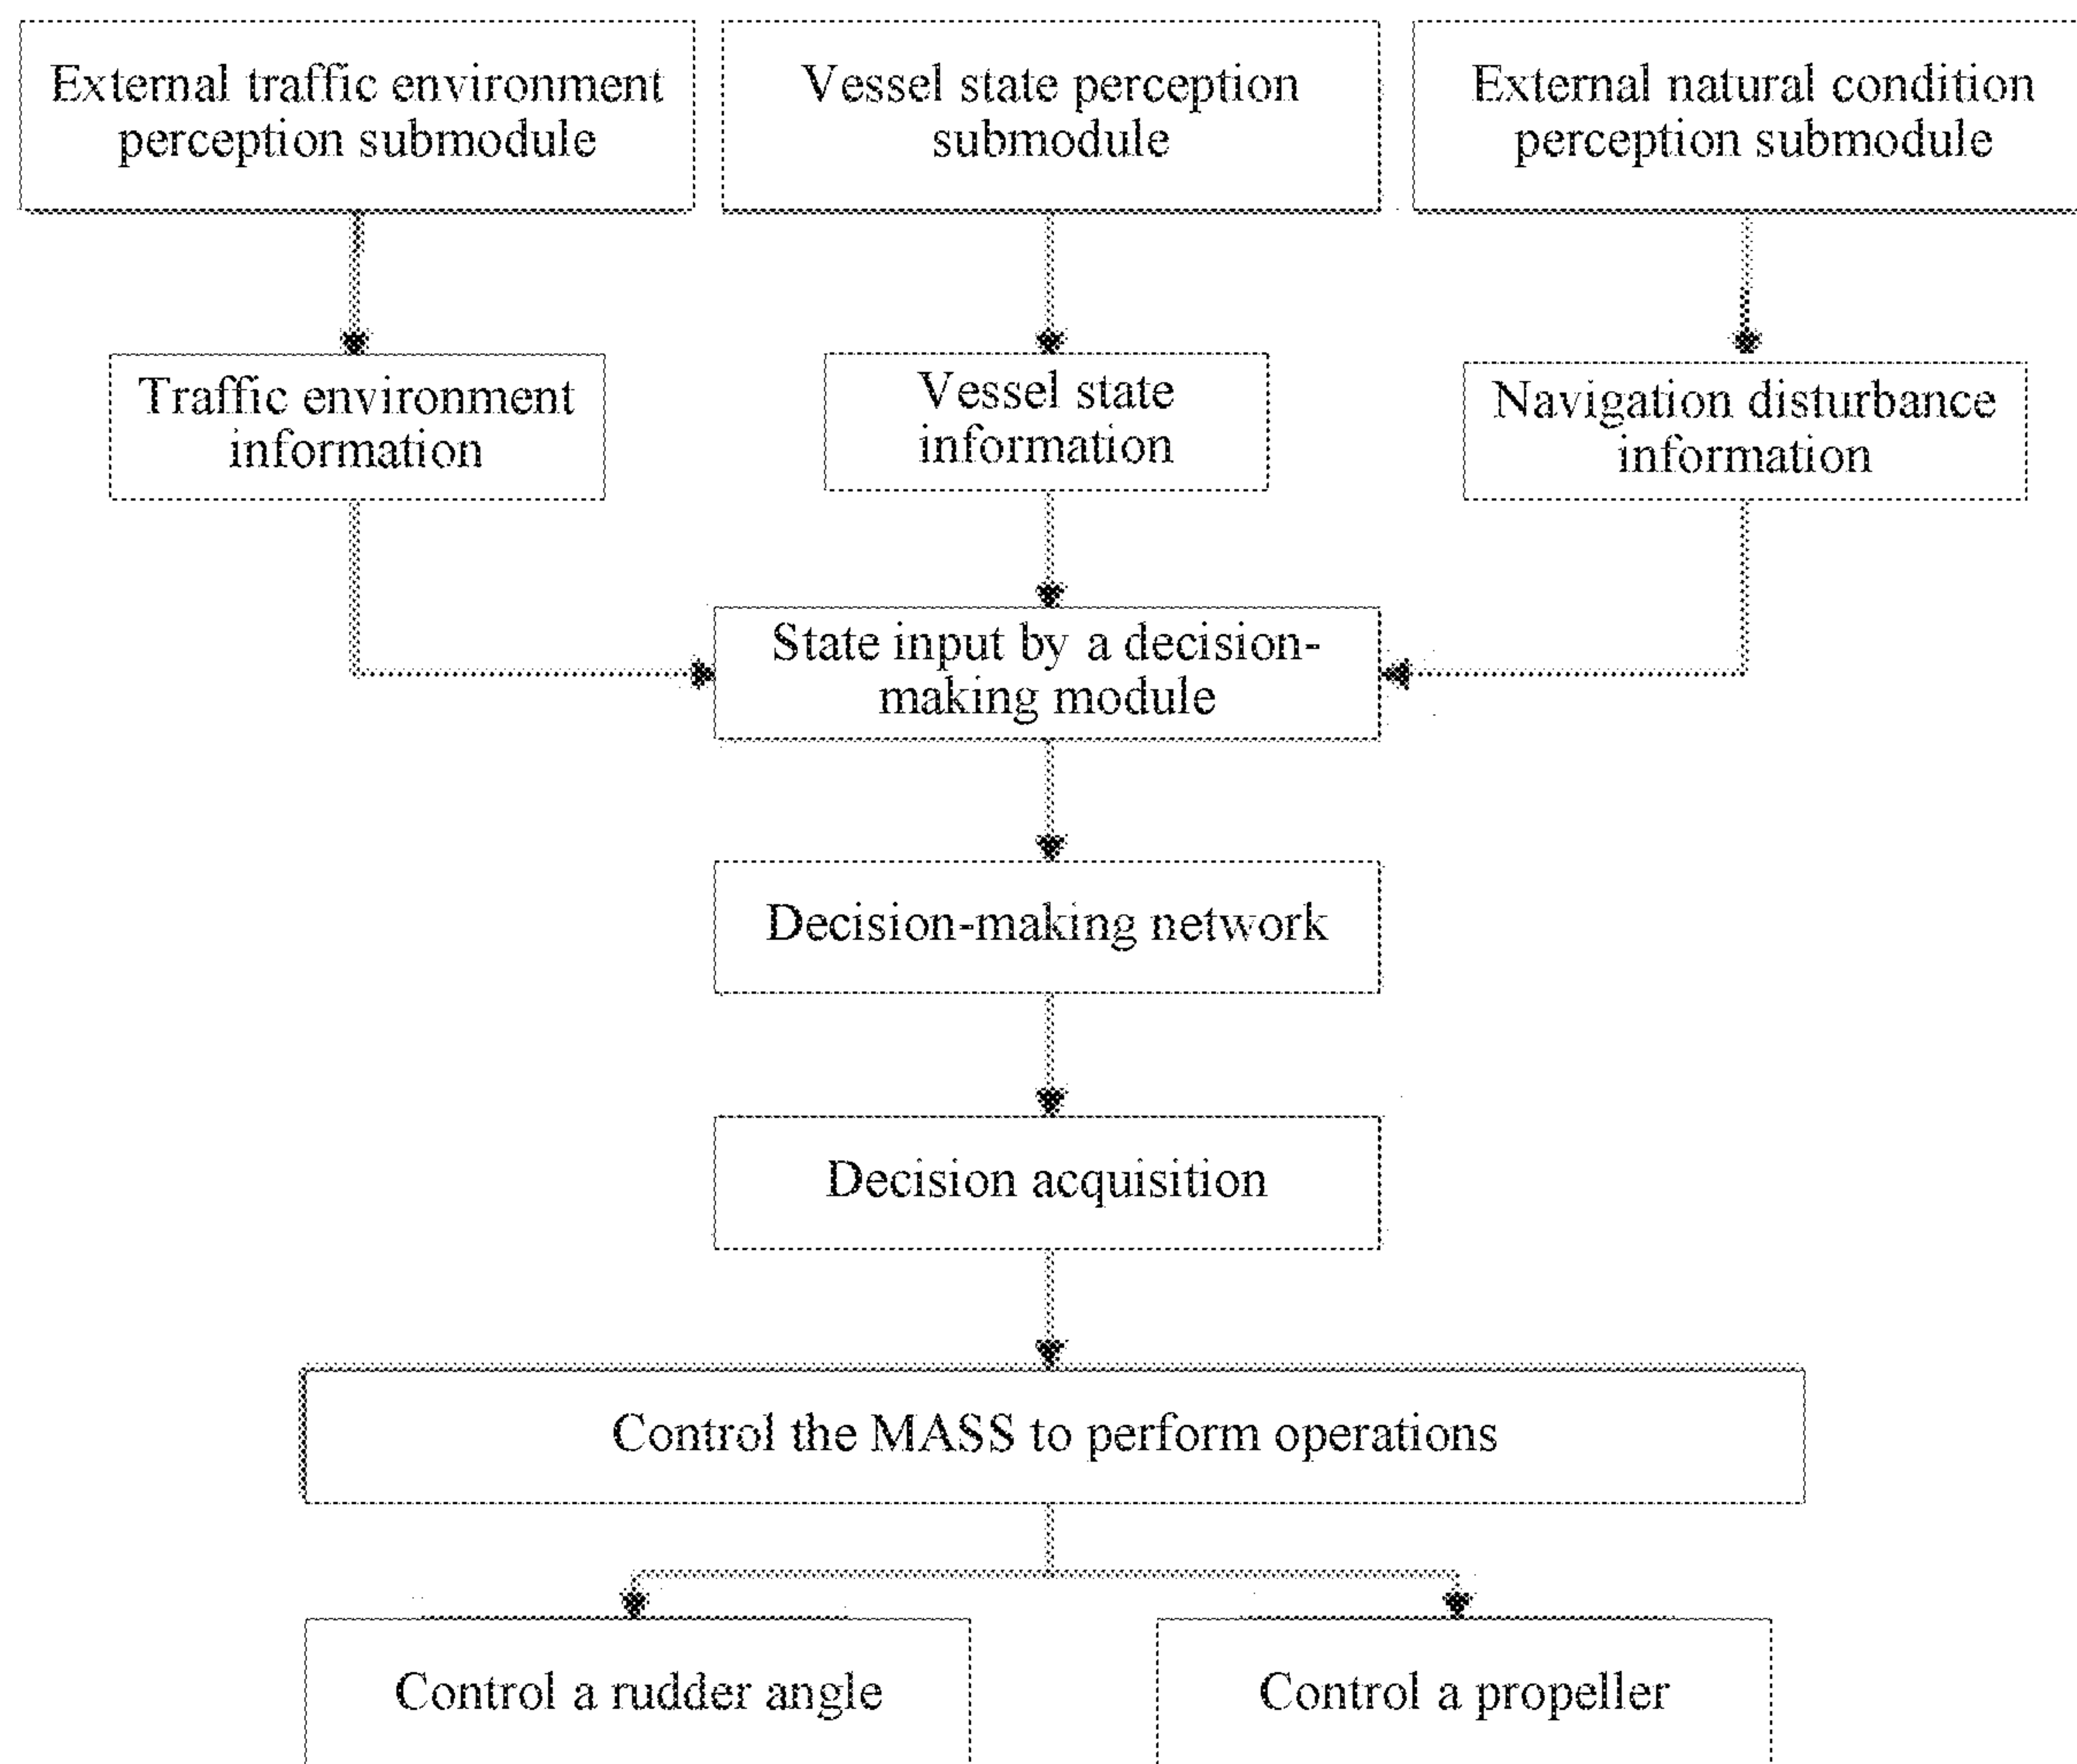 External traffic environment
perception submodule
Vessel state perception
submodule
External natural condition
perception submodule
Traffic environment
information
Vessel state
information
Navigation disturbance
information
State input by a decision-
making module
Decision-making network
Decision acquisition
Control the MASS to perform operations
Control a rudder angle
Control a propeller